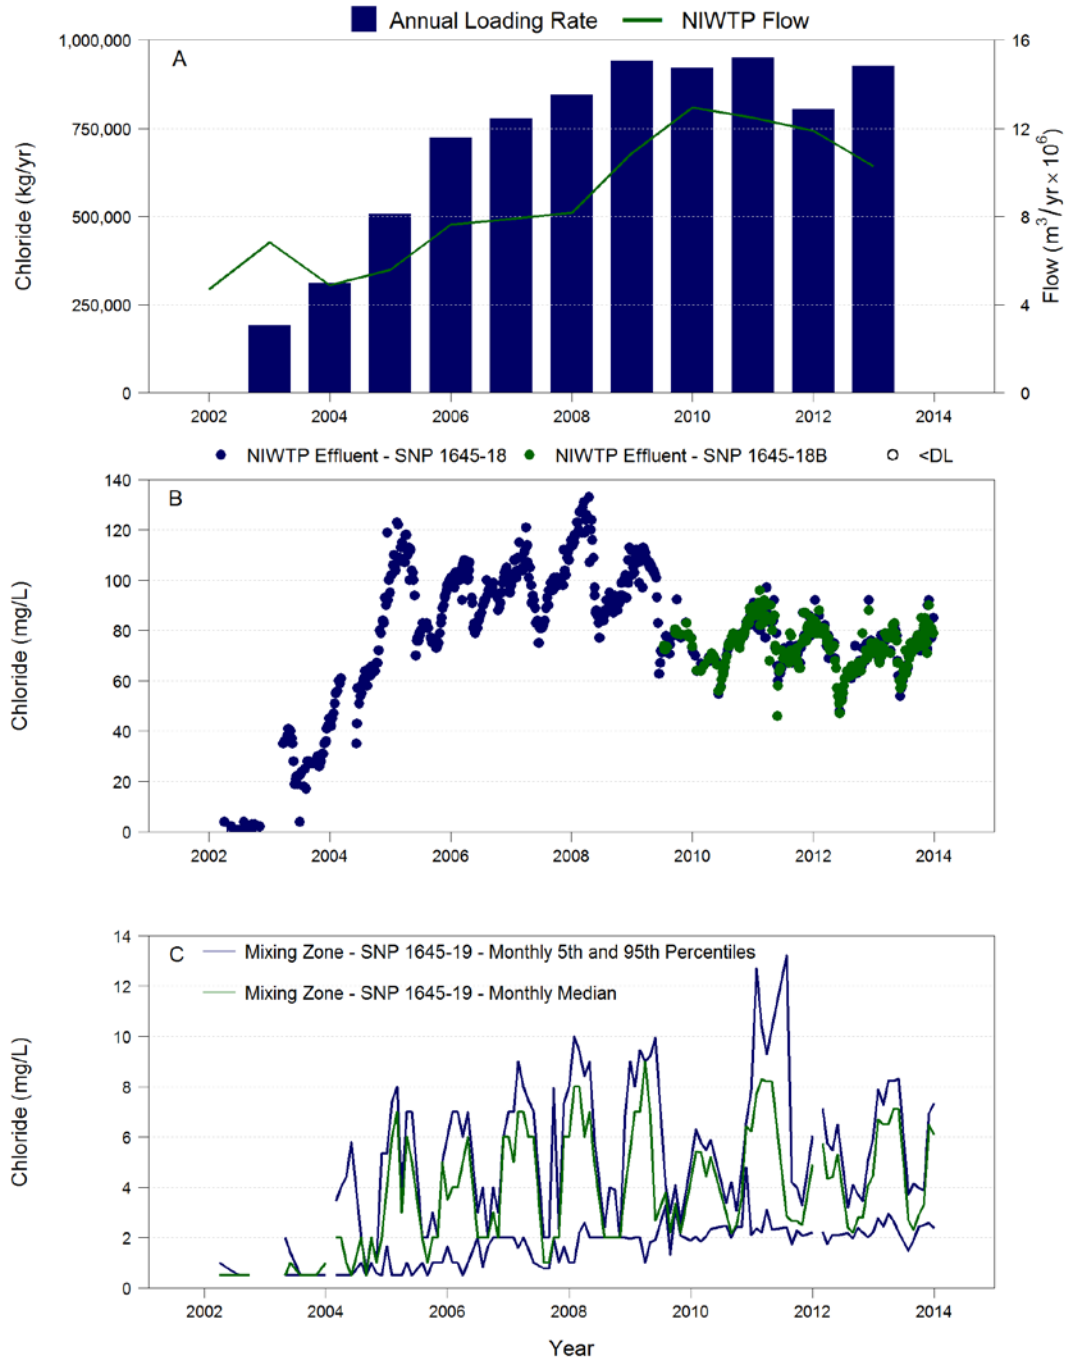 Annual Loading Rate NIWTP Flow
A
1,000,000
750,000
500,000
250,000
0
Chloride (kg/yr)
16
12
8
4
0
Flow (m³/yr × 10⁶)
2002 2004 2006 2008 2010 2012 2014
NIWTP Effluent - SNP 1645-18 NIWTP Effluent - SNP 1645-18B <DL
B
140
120
100
80
60
40
20
0
Chloride (mg/L)
2002 2004 2006 2008 2010 2012 2014
C
Mixing Zone - SNP 1645-19 - Monthly 5th and 95th Percentiles
Mixing Zone - SNP 1645-19 - Monthly Median
14
12
10
8
6
4
2
0
Chloride (mg/L)
2002 2004 2006 2008 2010 2012 2014
Year